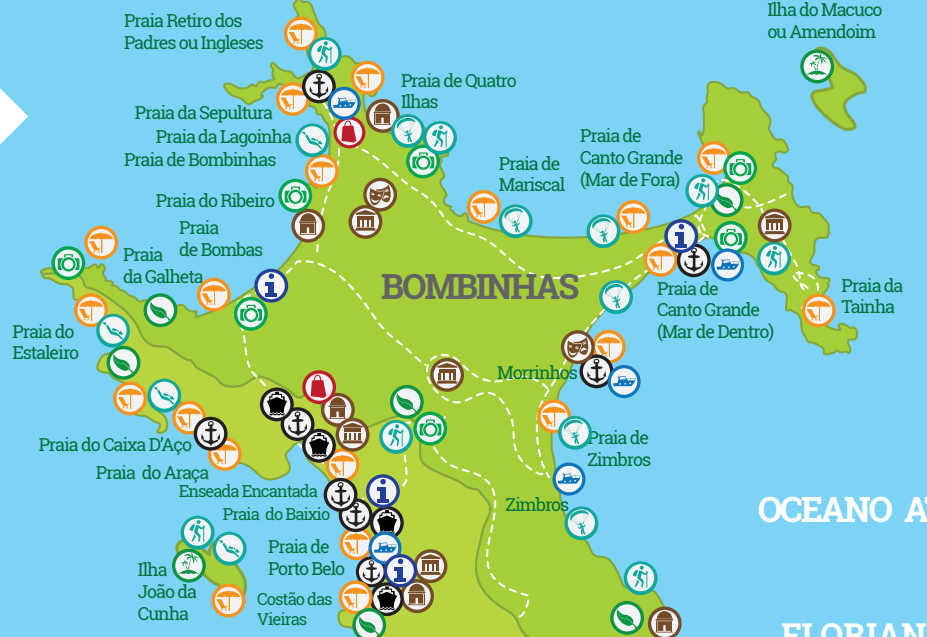 Ilha do Macuco
ou Amendoim
Praia Retiro dos
Padres ou Ingleses
Praia de Quatro
Ilhas
Praia da Sepultura
Praia da Lagoinha
Praia de Bombinhas
Praia de
Canto Grande
(Mar de Fora)
Praia de
Mariscal
Praia do Ribeiro
Praia
de Bombas
Praia
da Galheta
BOMBINHAS
Praia da
Tainha
Praia de
Canto Grande
(Mar de Dentro)
Praia do
Estaleiro
Morrinhos
Praia do Caixa D'Aço
Praia de
Zimbros
Praia do Araça
Enseada Encantada
Zimbros
Praia do Baixio
OCEANO
Praia de
Porto Belo
Ilha
João da
Cunha
Costão das
Vieiras